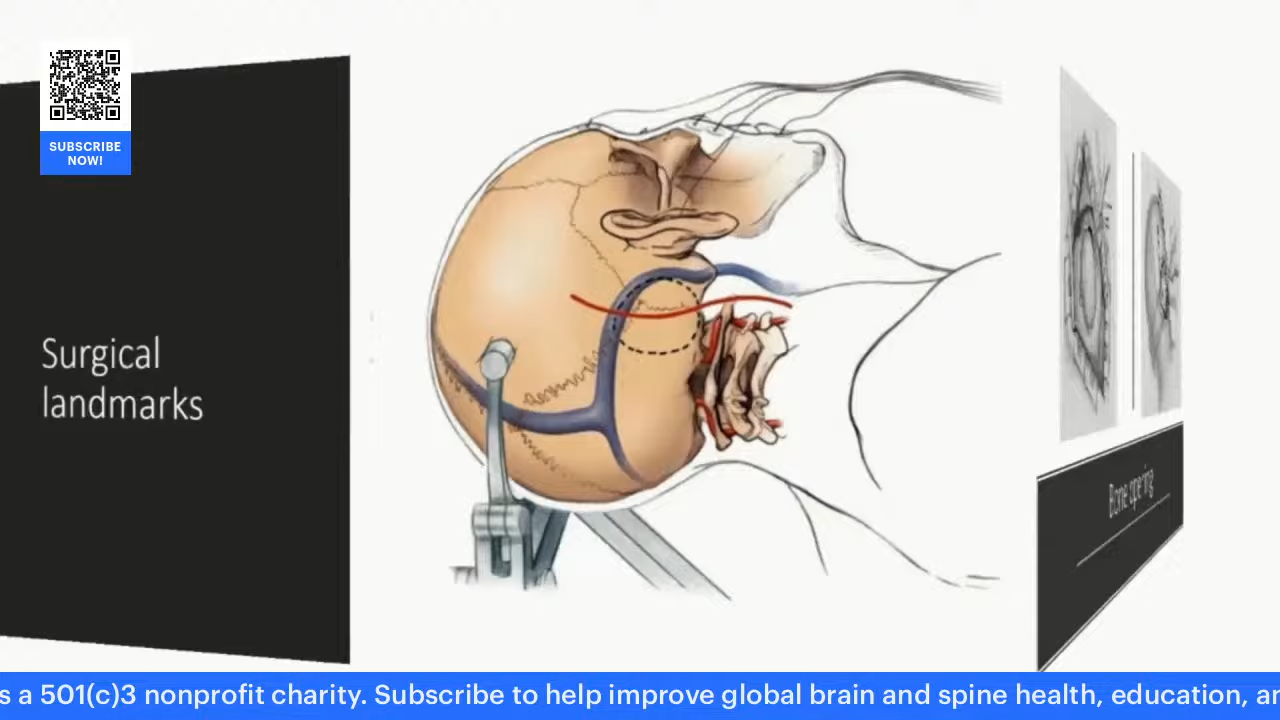 SUBSCRIBE
NOW!
Surgical
landmarks
Bone opening
s a 501(c)3 nonprofit charity. Subscribe to help improve global brain and spine health, education, ar